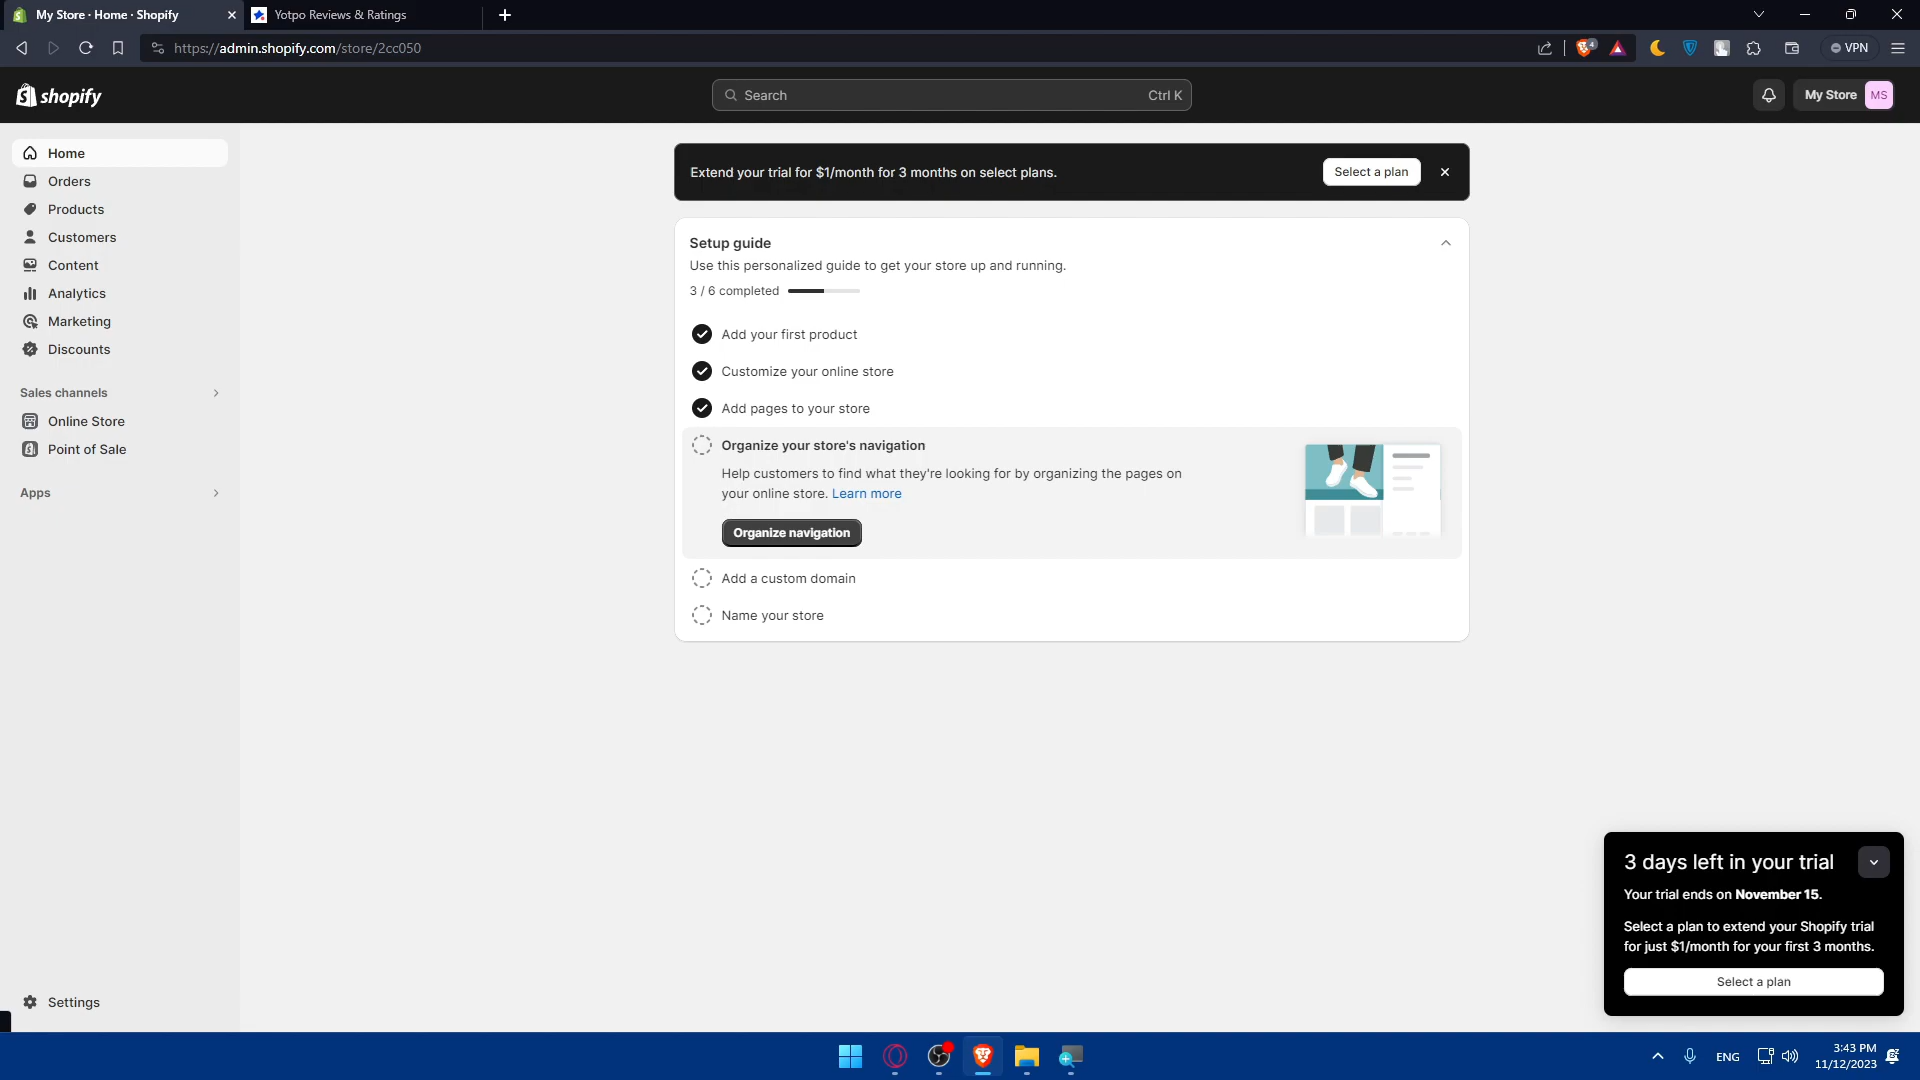 My Store · Home · Shopify
Yotpo Reviews & Ratings
https://admin.shopify.com/store/2cc050
4
VPN
shopify
Search
Ctrl K
My Store
MS
Home
Orders
Products
Customers
Content
Analytics
Marketing
Discounts
Sales channels
Online Store
Point of Sale
Apps
Settings
Extend your trial for $1/month for 3 months on select plans.
Select a plan
Setup guide
Use this personalized guide to get your store up and running.
3 / 6 completed
Add your first product
Customize your online store
Add pages to your store
Organize your store's navigation
Help customers to find what they're looking for by organizing the pages on
your online store. Learn more
Organize navigation
Add a custom domain
Name your store
3 days left in your trial
Your trial ends on November 15.
Select a plan to extend your Shopify trial
for just $1/month for your first 3 months.
Select a plan
ENG
3:43 PM
11/12/2023